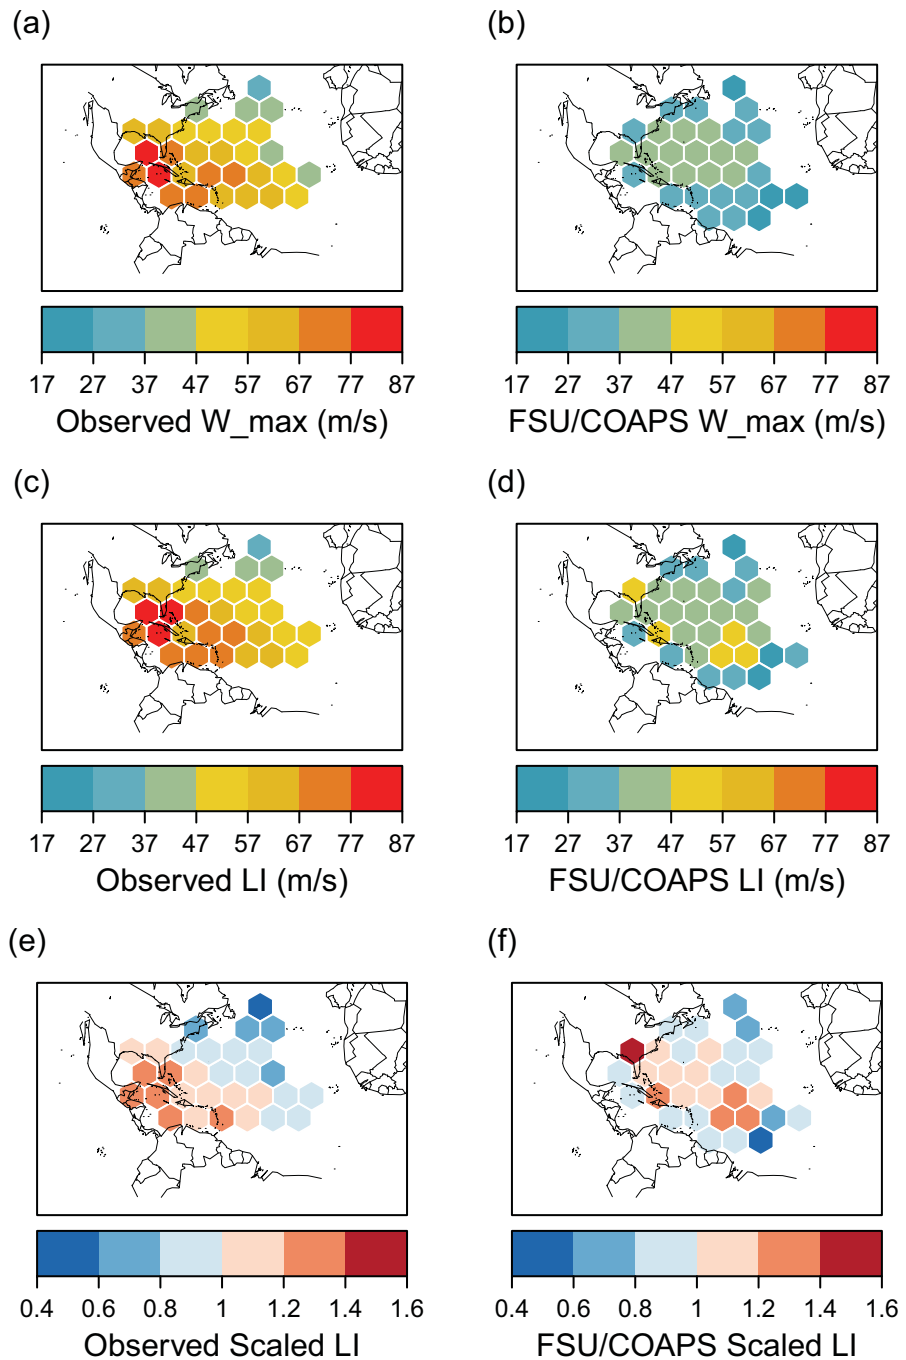 (a)
(b)
17 27 37 47 57 67 77 87
Observed W_max (m/s)
17 27 37 47 57 67 77 87
FSU/COAPS W_max (m/s)
(c)
(d)
17 27 37 47 57 67 77 87
Observed LI (m/s)
17 27 37 47 57 67 77 87
FSU/COAPS LI (m/s)
(e)
(f)
0.4 0.6 0.8 1 1.2 1.4 1.6
Observed Scaled LI
0.4 0.6 0.8 1 1.2 1.4 1.6
FSU/COAPS Scaled LI